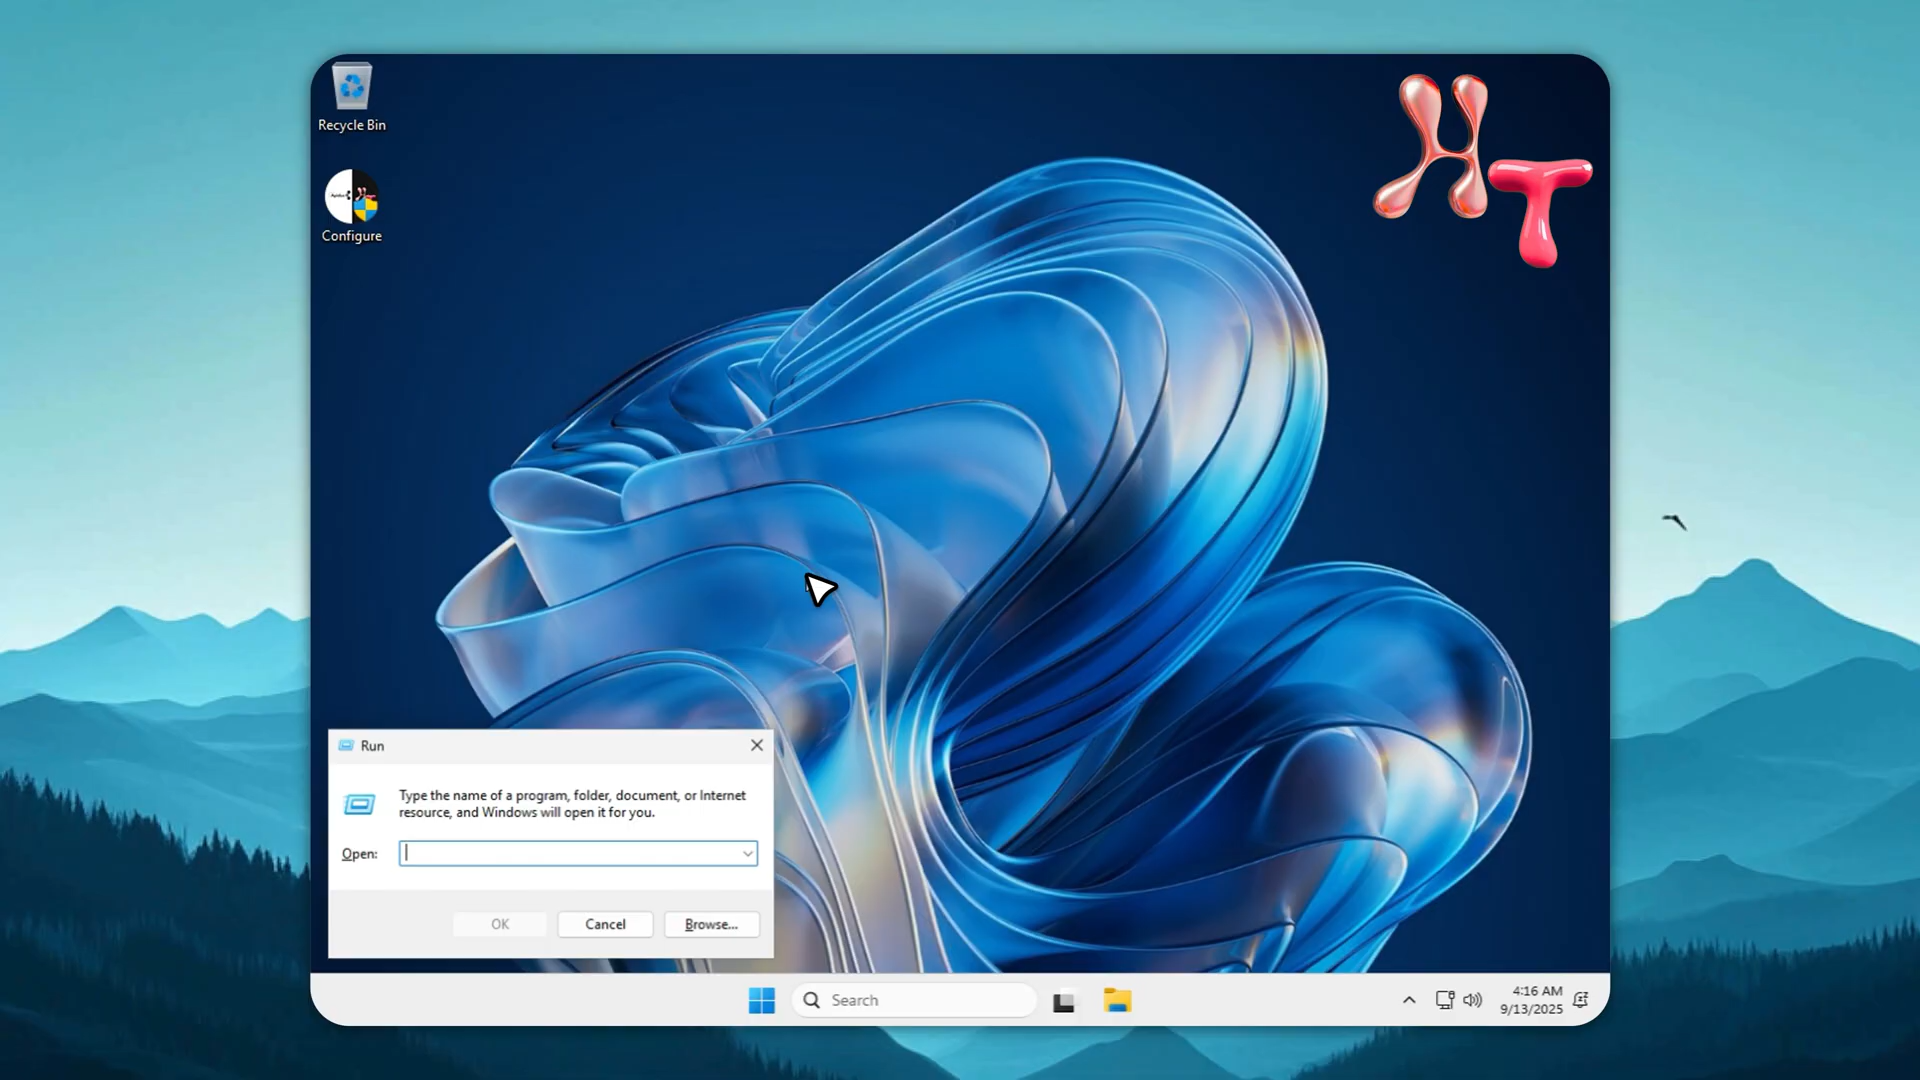 Recycle Bin
Configure
HT
Run
Type the name of a program, folder, document, or Internet
resource, and Windows will open it for you.
Open:
OK
Cancel
Browse...
Search
4:16 AM
9/13/2025